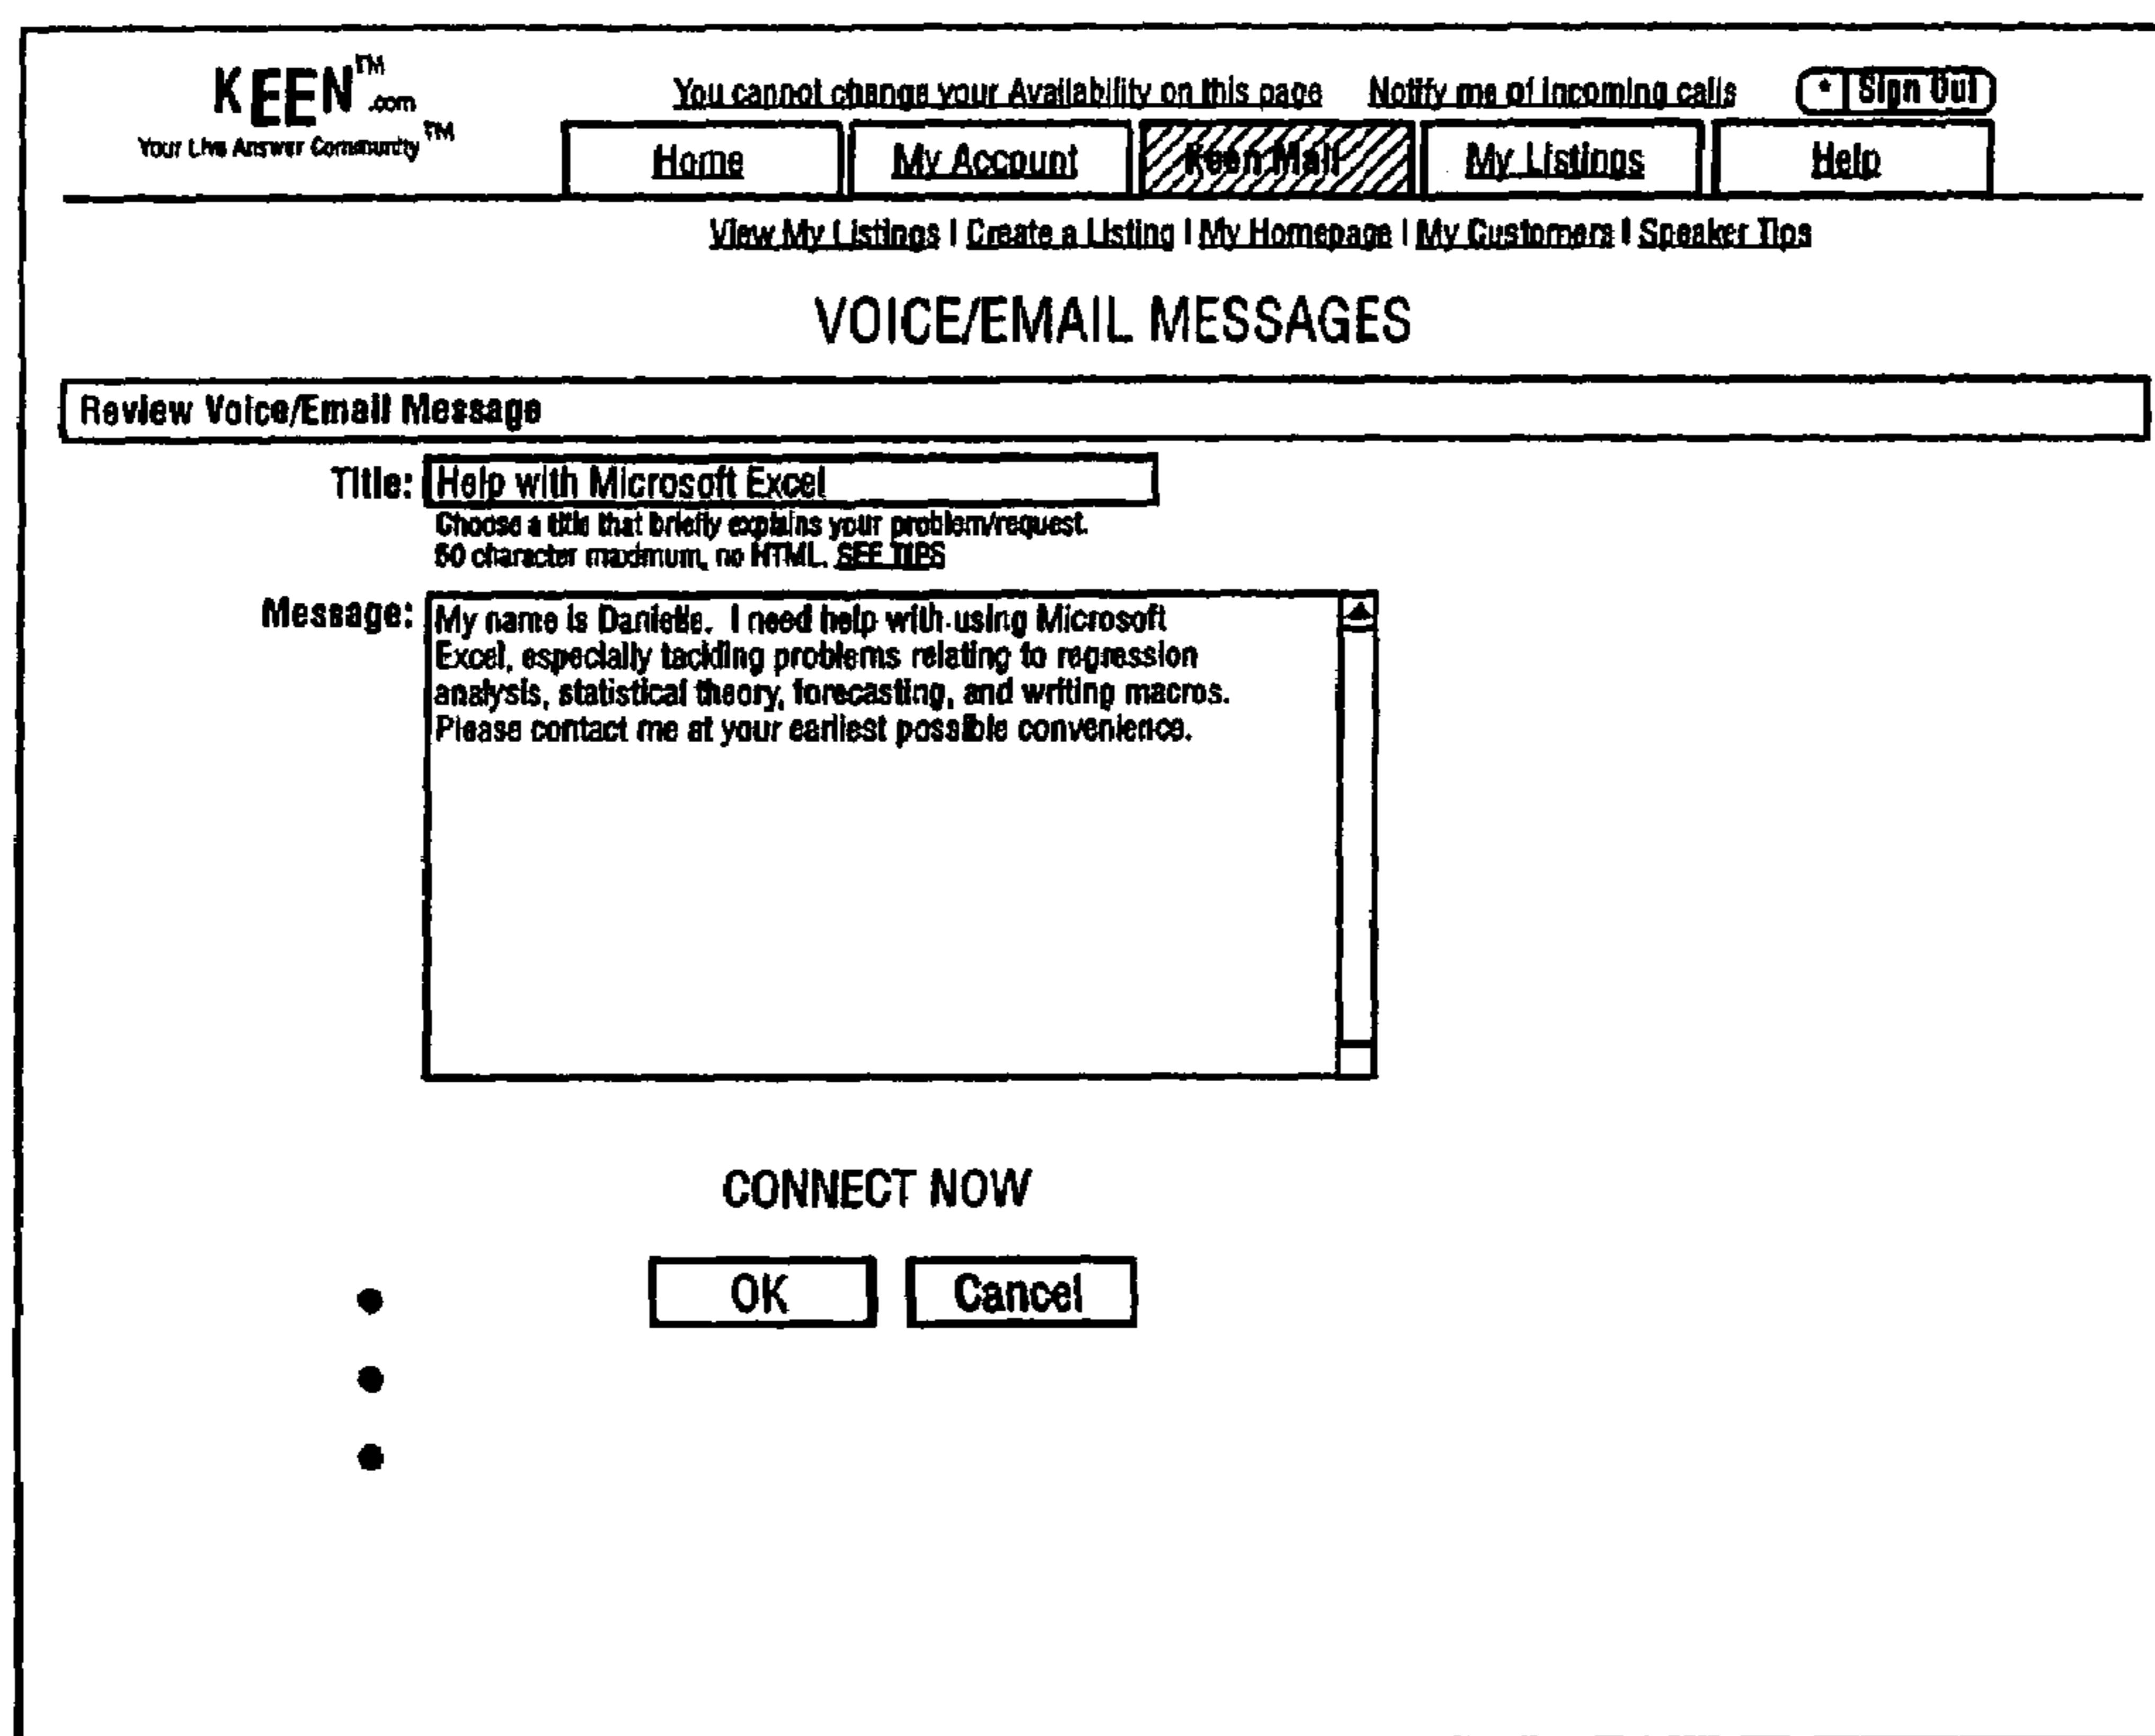 KEEN™.com
Your Live Answer Community™
You cannot change your Availability on this page Notify me of incoming calls * Sign Out
Home My Account Keen Mail My Listings Help
View My Listings | Create a Listing | My Homepage | My Customers | Speaker Tips
VOICE/EMAIL MESSAGES
Review Voice/Email Message
Title: Help with Microsoft Excel
Choose a title that briefly explains your problem/request.
60 character maximum, no HTML. SEE TIPS
Message: My name is Danielle. I need help with using Microsoft
Excel, especially tackling problems relating to regression
analysis, statistical theory, forecasting, and writing macros.
Please contact me at your earliest possible convenience.
CONNECT NOW
OK Cancel